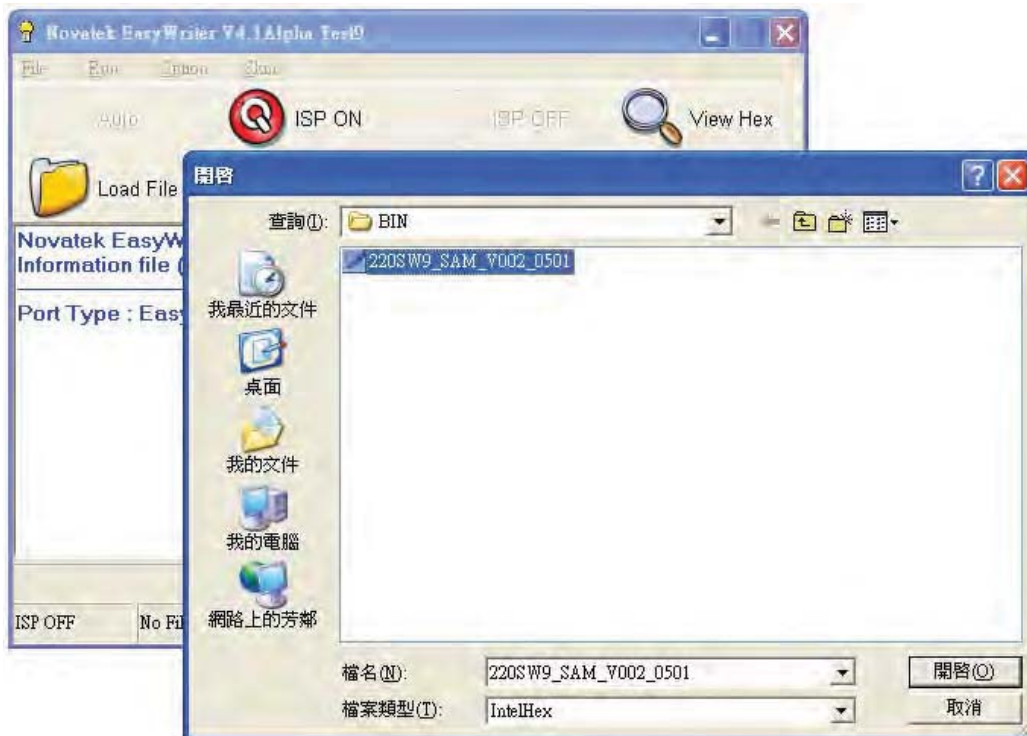 Novatek EasyWriter V4.1Alpha Test9
File Run Option Skin
Auto ISP ON ISP OFF View Hex
Load File
開啓
查詢(I): BIN
Novatek EasyW
Information file (
Port Type : Easy
220SW9_SAM_V002_0501
我最近的文件
桌面
我的文件
我的電腦
網路上的芳鄰
ISP OFF No Fil
檔名(N): 220SW9_SAM_V002_0501 開啓(O)
檔案類型(T): IntelHex 取消